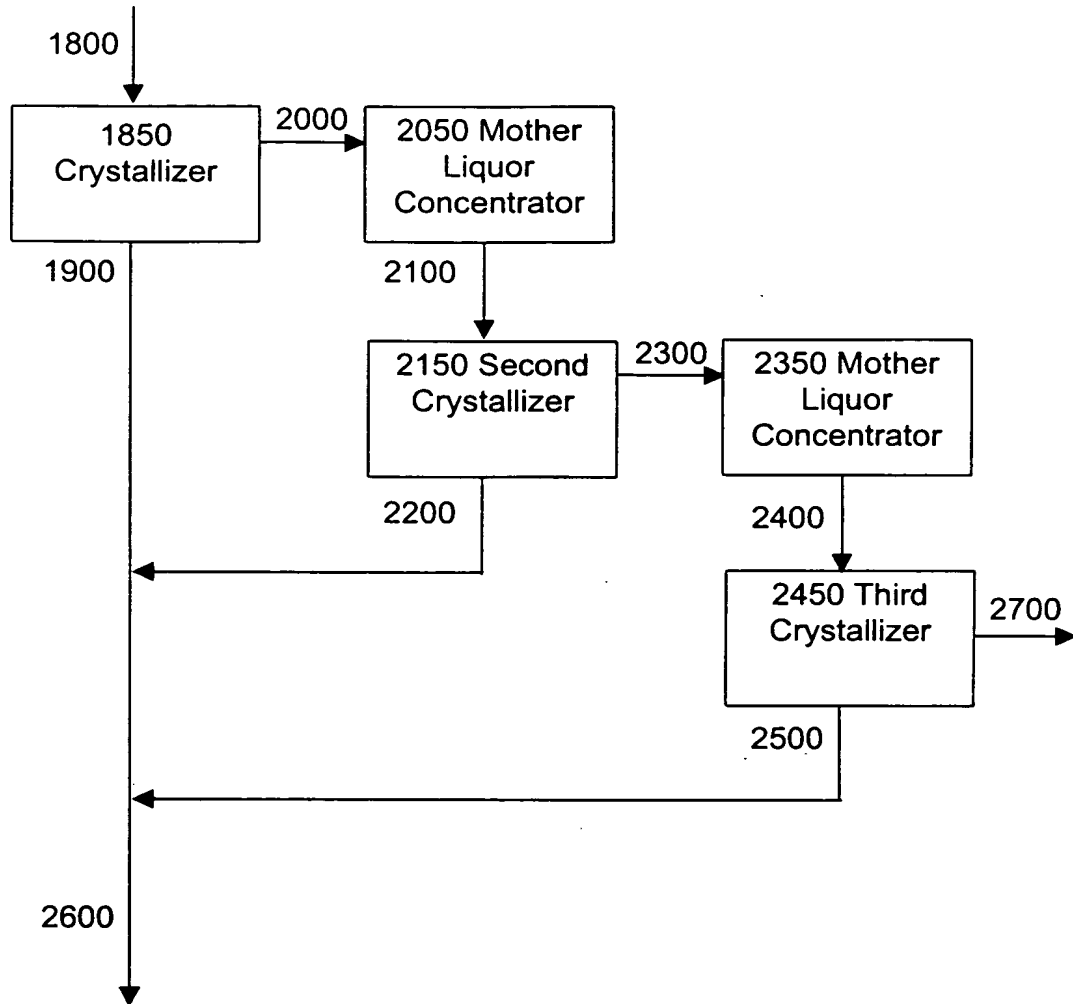 1800
1850
Crystallizer
2000
2050 Mother
Liquor
Concentrator
1900
2100
2150 Second
Crystallizer
2300
2350 Mother
Liquor
Concentrator
2200
2400
2450 Third
Crystallizer
2700
2500
2600